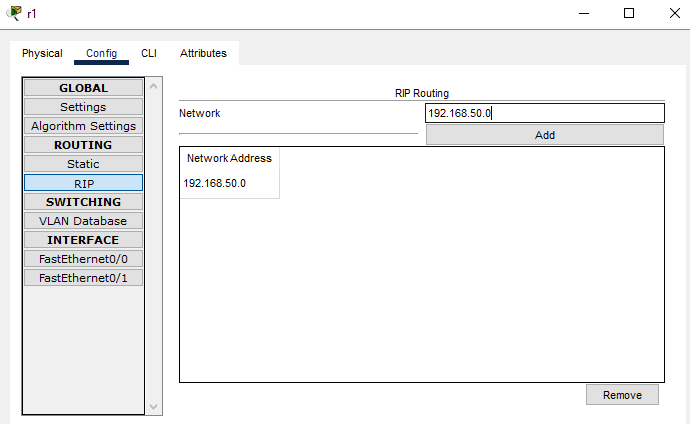 r1
Physical Config CLI Attributes
GLOBAL
Settings
Algorithm Settings
ROUTING
Static
RIP
SWITCHING
VLAN Database
INTERFACE
FastEthernet0/0
FastEthernet0/1
RIP Routing
Network 192.168.50.0
Add
Network Address
192.168.50.0
Remove